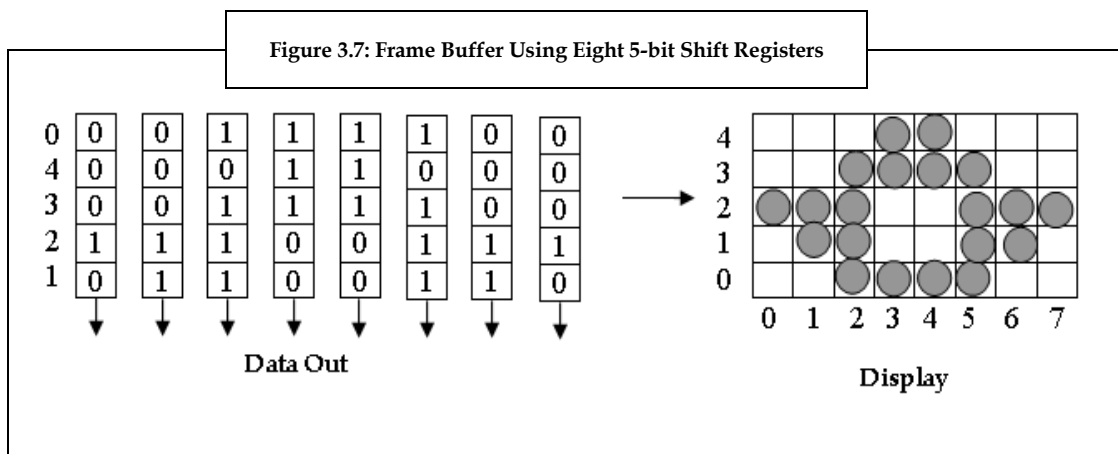 Figure 3.7: Frame Buffer Using Eight 5-bit Shift Registers
0 0 0 1 1 1 1 0 0
4 0 0 0 1 1 0 0 0
3 0 0 1 1 1 1 0 0
2 1 1 1 0 0 1 1 1
1 0 1 1 0 0 1 1 0
Data Out
4
3
2
1
0
0 1 2 3 4 5 6 7
Display